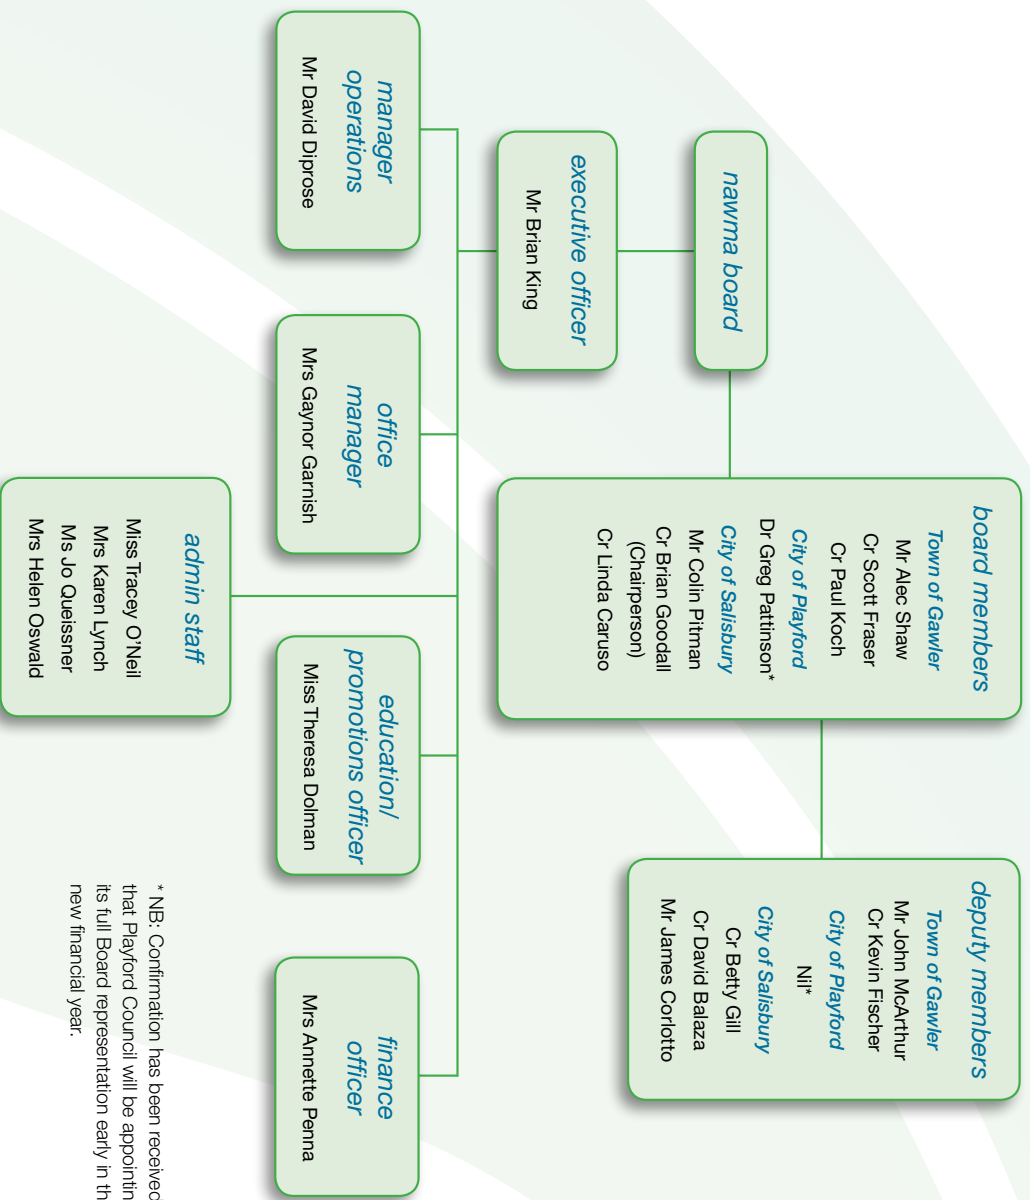 nawma board
board members
Town of Gawler
Mr Alec Shaw
Cr Scott Fraser
Cr Paul Koch
City of Playford
Dr Greg Pattinson*
City of Salisbury
Mr Colin Pitman
Cr Brian Goodall
(Chairperson)
Cr Linda Caruso
deputy members
Town of Gawler
Mr John McArthur
Cr Kevin Fischer
City of Playford
Nil*
City of Salisbury
Cr Betty Gill
Cr David Balaza
Mr James Corlotto
executive officer
Mr Brian King
manager
operations
Mr David Diprose
office
manager
Mrs Gaynor Garnish
education/
promotions officer
Miss Theresa Dolman
finance
officer
Mrs Annette Penna
admin staff
Miss Tracey O'Neil
Mrs Karen Lynch
Ms Jo Queissner
Mrs Helen Oswald
* NB: Confirmation has been received
that Playford Council will be appointin
its full Board representation early in th
new financial year.